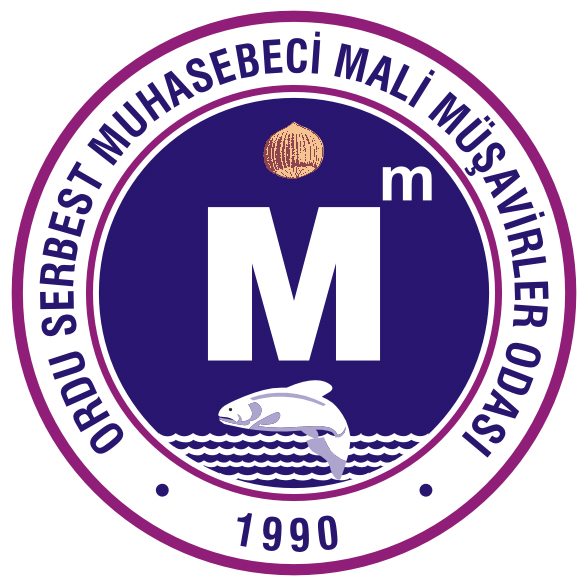 ORDU SERBEST MUHASEBECİ MALİ MÜŞAVİRLER ODASI
m
M
1990